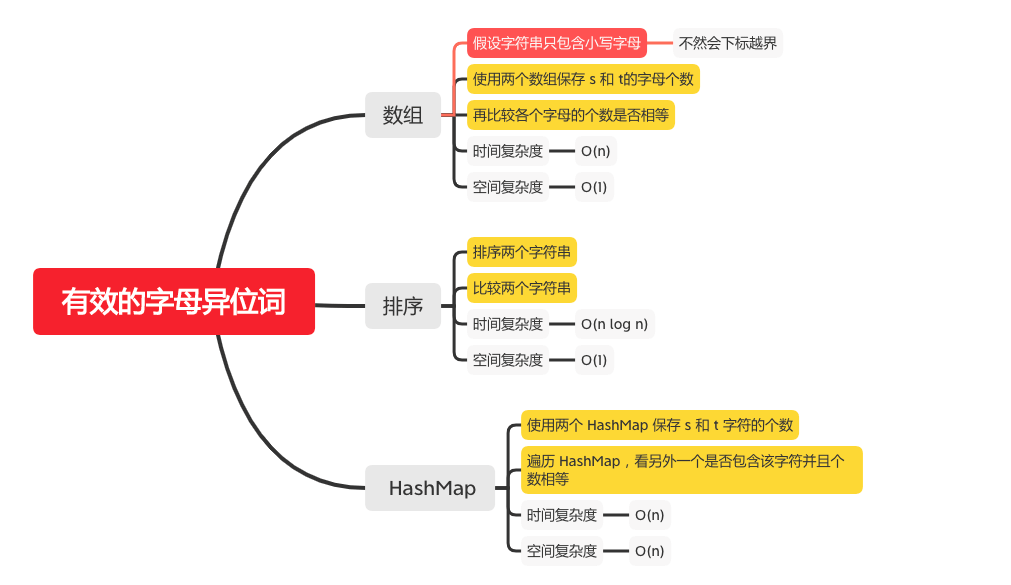 有效的字母异位词
数组
假设字符串只包含小写字母
不然会下标越界
使用两个数组保存 s 和 t的字母个数
再比较各个字母的个数是否相等
时间复杂度
O(n)
空间复杂度
O(1)
排序
排序两个字符串
比较两个字符串
时间复杂度
O(n log n)
空间复杂度
O(1)
HashMap
使用两个 HashMap 保存 s 和 t 字符的个数
遍历 HashMap，看另外一个是否包含该字符并且个
数相等
时间复杂度
O(n)
空间复杂度
O(n)